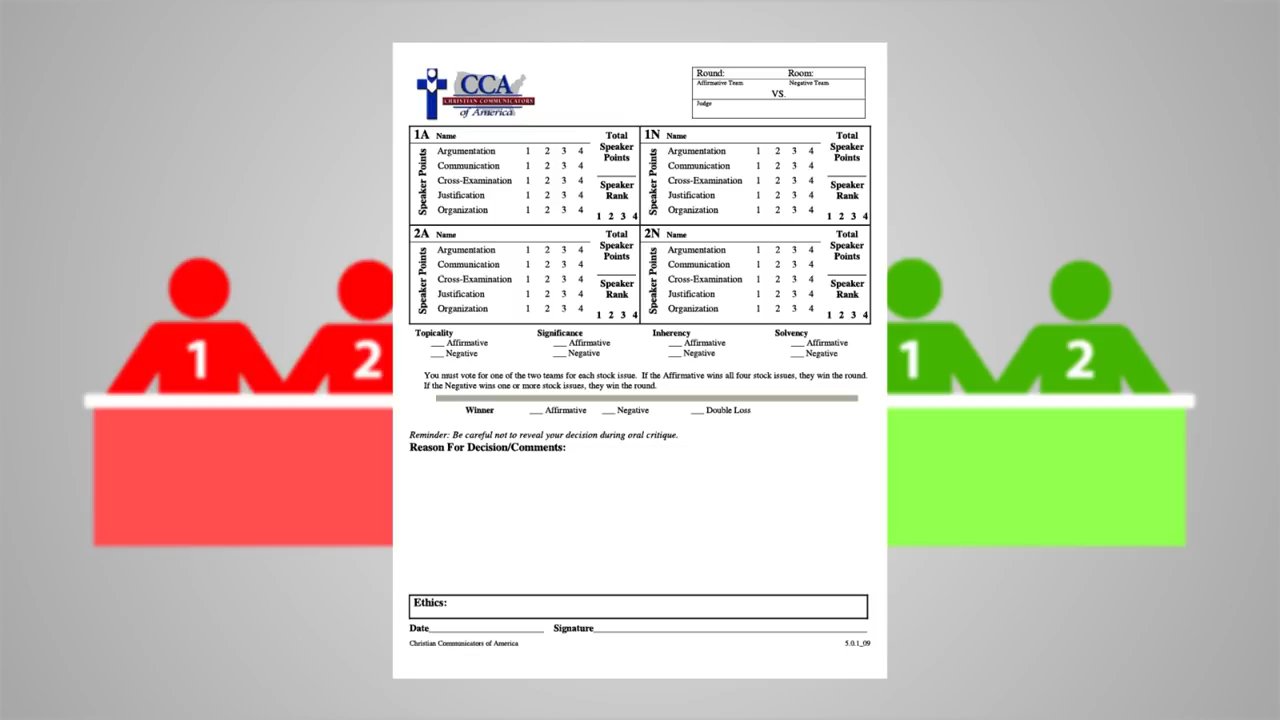 CCA
CHRISTIAN COMMUNICATORS
of America
Round: Room:
Affirmative Team Negative Team
VS.
Judge
1A Name
Speaker Points
Argumentation 1 2 3 4
Communication 1 2 3 4
Cross-Examination 1 2 3 4
Justification 1 2 3 4
Organization 1 2 3 4
Total
Speaker
Points
Speaker
Rank
1 2 3 4
1N Name
Speaker Points
Argumentation 1 2 3 4
Communication 1 2 3 4
Cross-Examination 1 2 3 4
Justification 1 2 3 4
Organization 1 2 3 4
Total
Speaker
Points
Speaker
Rank
1 2 3 4
2A Name
Speaker Points
Argumentation 1 2 3 4
Communication 1 2 3 4
Cross-Examination 1 2 3 4
Justification 1 2 3 4
Organization 1 2 3 4
Total
Speaker
Points
Speaker
Rank
1 2 3 4
2N Name
Speaker Points
Argumentation 1 2 3 4
Communication 1 2 3 4
Cross-Examination 1 2 3 4
Justification 1 2 3 4
Organization 1 2 3 4
Total
Speaker
Points
Speaker
Rank
1 2 3 4
Topicality Significance Inherency Solvency
___ Affirmative ___ Affirmative ___ Affirmative ___ Affirmative
___ Negative ___ Negative ___ Negative ___ Negative
You must vote for one of the two teams for each stock issue. If the Affirmative wins all four stock issues, they win the round.
If the Negative wins one or more stock issues, they win the round.
Winner ___ Affirmative ___ Negative ___ Double Loss
Reminder: Be careful not to reveal your decision during oral critique.
Reason For Decision/Comments:
Ethics:
Date____________________ Signature________________________________________
Christian Communicators of America 5.0.1_09
1
2
1
2